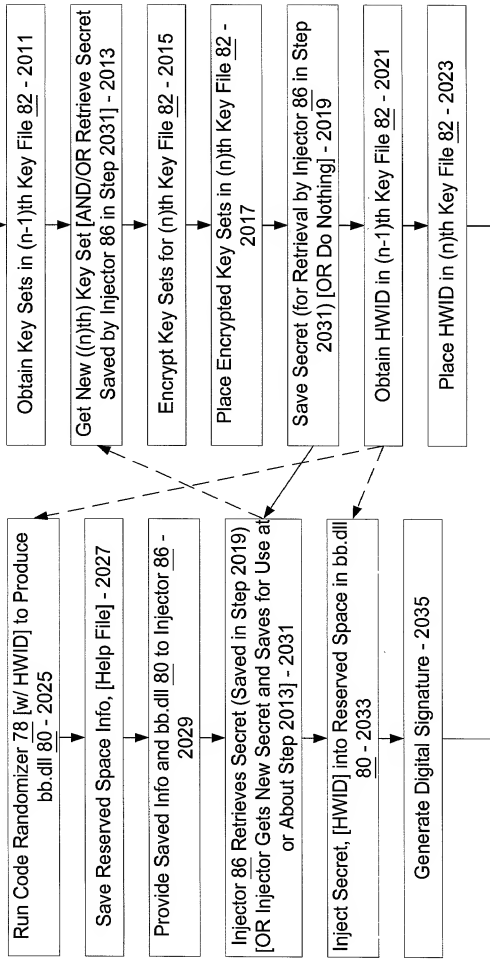 Obtain Key Sets in (n-1)th Key File 82 - 2011
Get New ((n)th) Key Set [AND/OR Retrieve Secret
Saved by Injector 86 in Step 2031] - 2013
Encrypt Key Sets for (n)th Key File 82 - 2015
Place Encrypted Key Sets in (n)th Key File 82 -
2017
Save Secret (for Retrieval by Injector 86 in Step
2031) [OR Do Nothing] - 2019
Obtain HWID in (n-1)th Key File 82 - 2021
Place HWID in (n)th Key File 82 - 2023
Run Code Randomizer 78 [w/ HWID] to Produce
bb.dll 80 - 2025
Save Reserved Space Info, [Help File] - 2027
Provide Saved Info and bb.dll 80 to Injector 86 -
2029
Injector 86 Retrieves Secret (Saved in Step 2019)
[OR Injector Gets New Secret and Saves for Use at
or About Step 2013] - 2031
Inject Secret, [HWID] into Reserved Space in bb.dll
80 - 2033
Generate Digital Signature - 2035